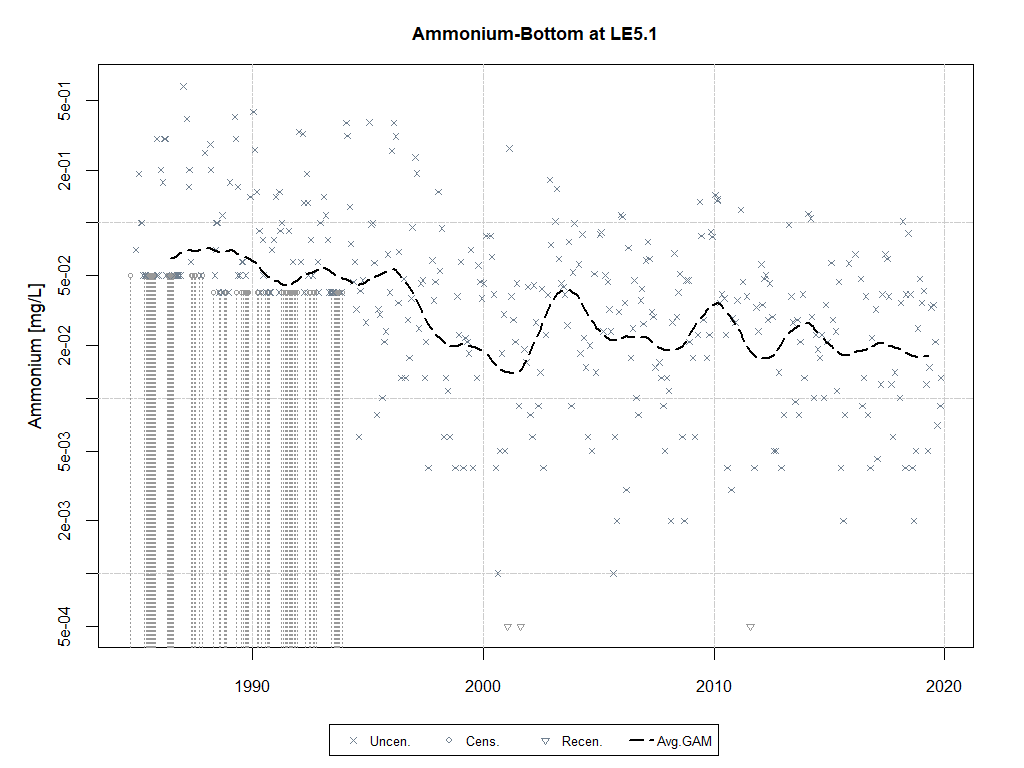 Ammonium-Bottom at LE5.1
Ammonium [mg/L]
5e-01
2e-01
5e-02
2e-02
5e-03
2e-03
5e-04
1990 2000 2010 2020
Uncen. Cens. Recen. Avg.GAM